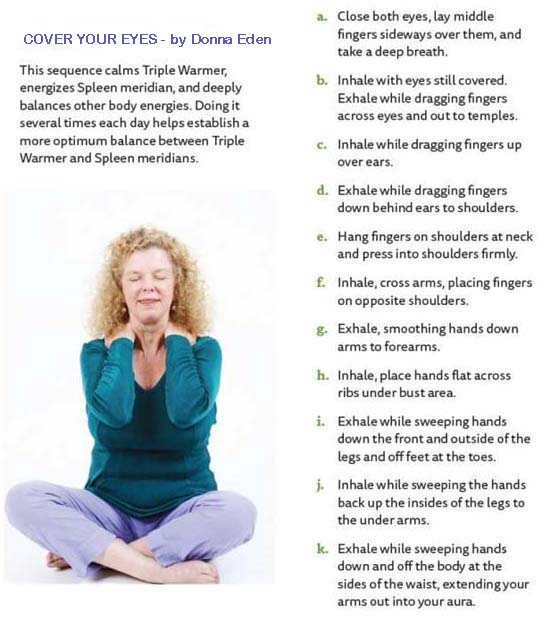 COVER YOUR EYES - by Donna Eden
This sequence calms Triple Warmer,
energizes Spleen meridian, and deeply
balances other body energies. Doing it
several times each day helps establish a
more optimum balance between Triple
Warmer and Spleen meridians.
a. Close both eyes, lay middle
fingers sideways over them, and
take a deep breath.
b. Inhale with eyes still covered.
Exhale while dragging fingers
across eyes and out to temples.
c. Inhale while dragging fingers up
over ears.
d. Exhale while dragging fingers
down behind ears to shoulders.
e. Hang fingers on shoulders at neck
and press into shoulders firmly.
f. Inhale, cross arms, placing fingers
on opposite shoulders.
g. Exhale, smoothing hands down
arms to forearms.
h. Inhale, place hands flat across
ribs under bust area.
i. Exhale while sweeping hands
down the front and outside of the
legs and off feet at the toes.
j. Inhale while sweeping the hands
back up the insides of the legs to
the under arms.
k. Exhale while sweeping hands
down and off the body at the
sides of the waist, extending your
arms out into your aura.